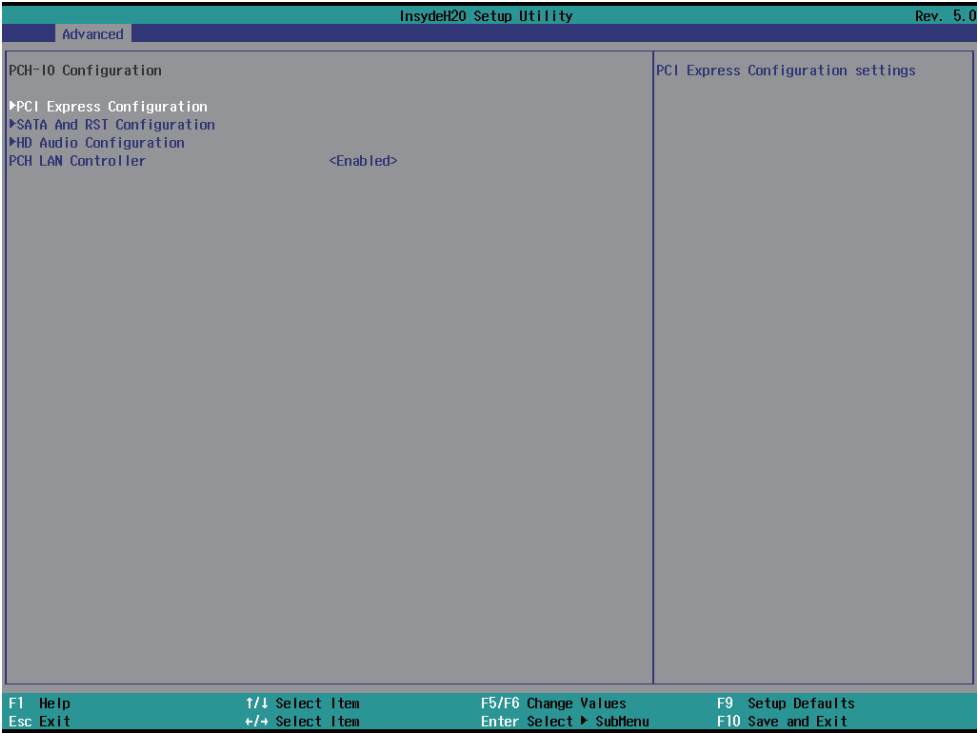 InsydeH20 Setup Utility Rev. 5.0
Advanced
PCH-IO Configuration
PCI Express Configuration settings
▶PCI Express Configuration
▶SATA And RST Configuration
▶HD Audio Configuration
PCH LAN Controller <Enabled>
F1 Help ↑/↓ Select Item F5/F6 Change Values F9 Setup Defaults
Esc Exit ←/→ Select Item Enter Select ▶ SubMenu F10 Save and Exit